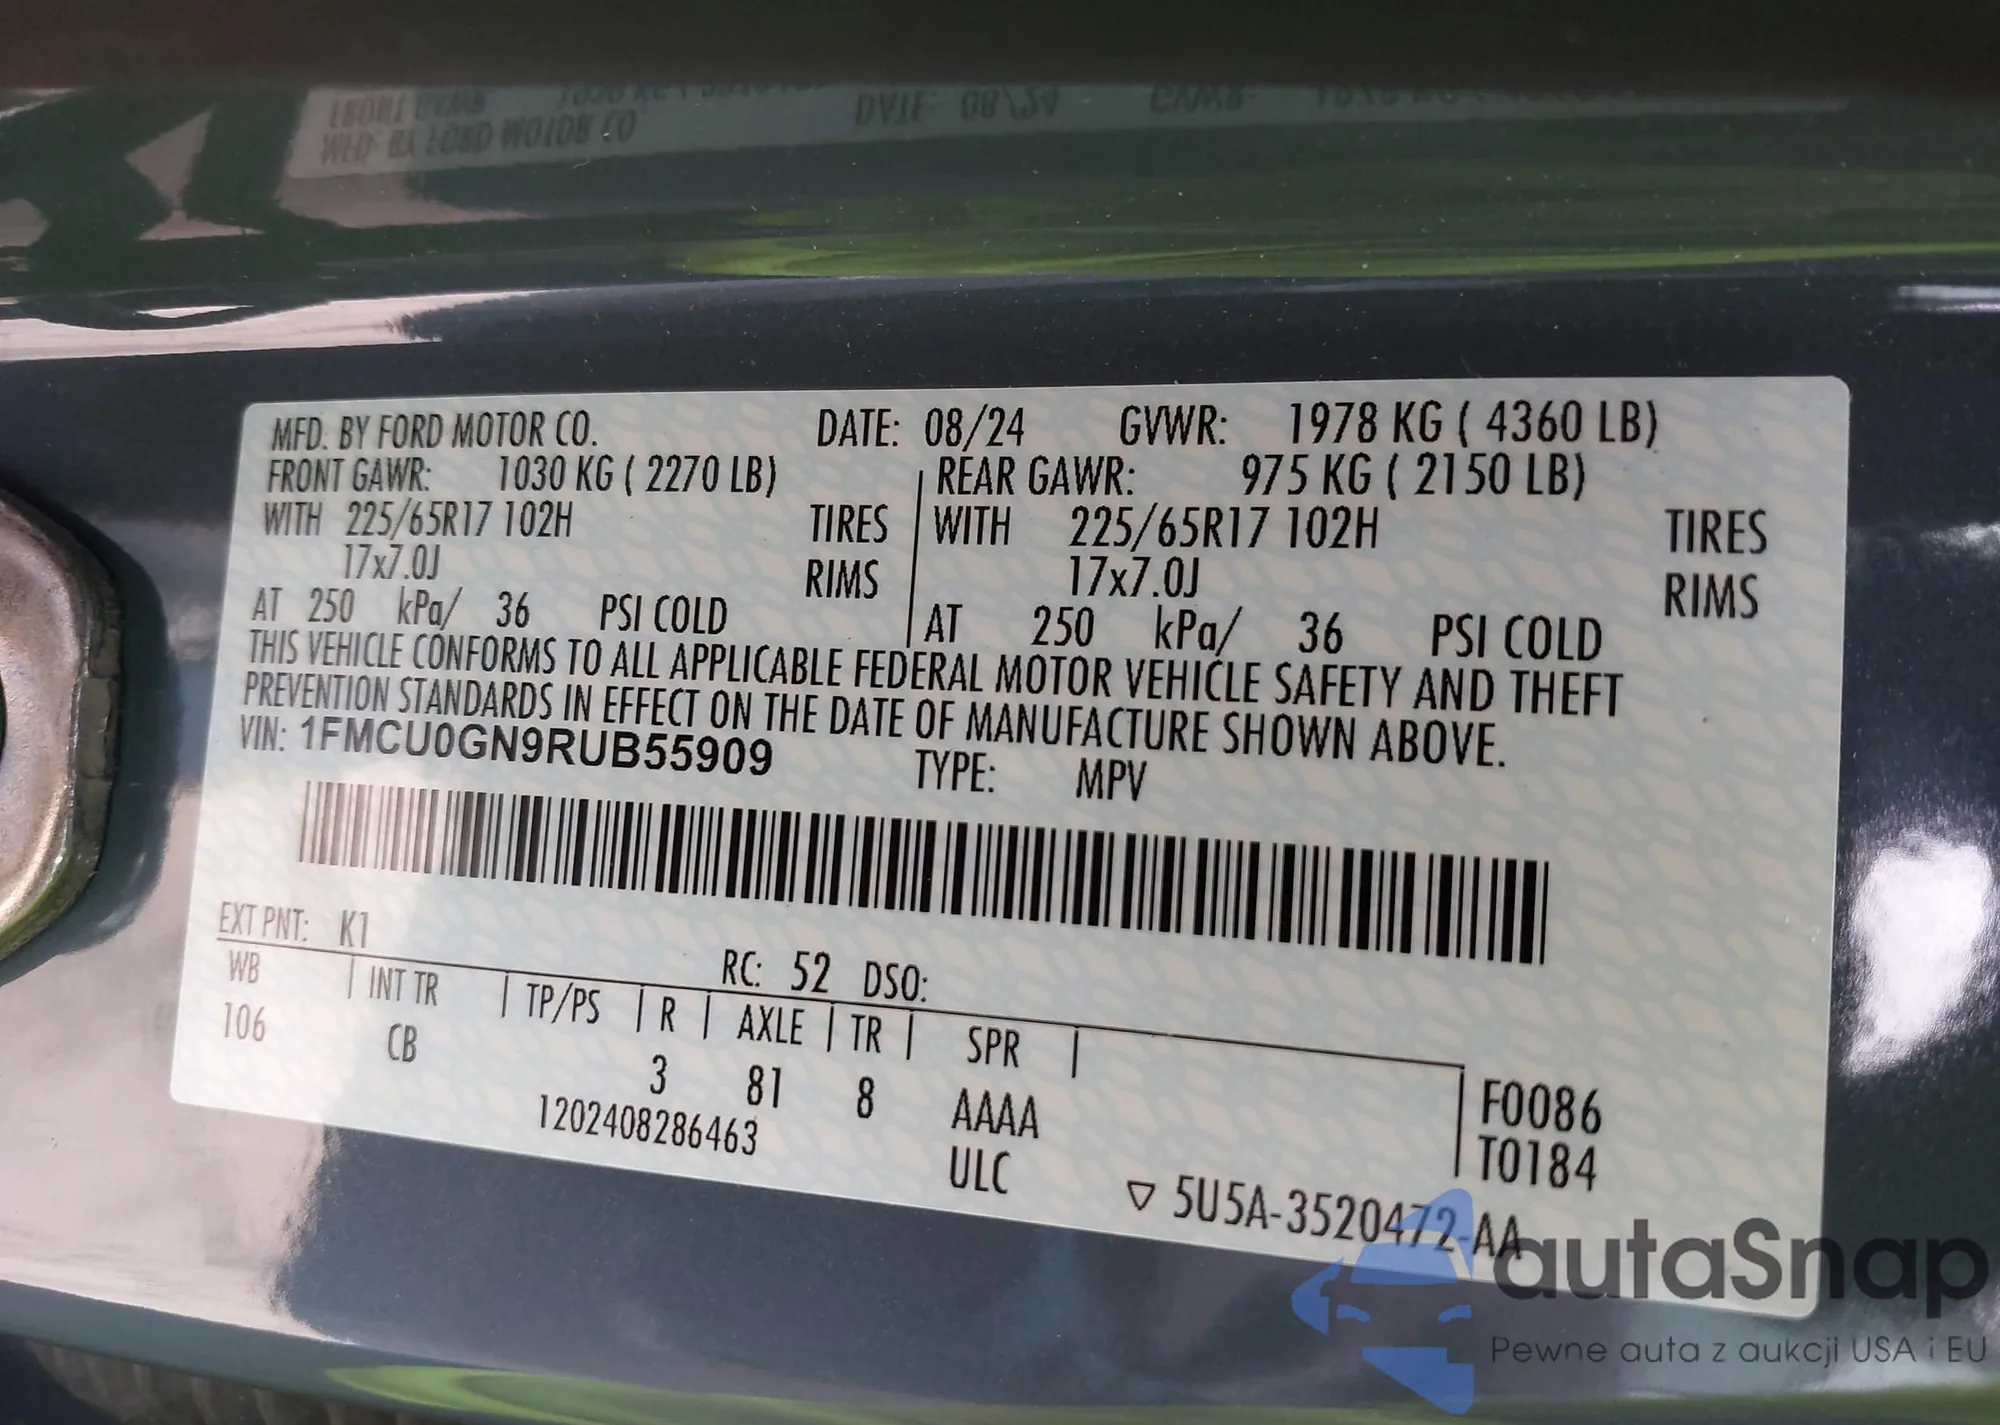 MFD. BY FORD MOTOR CO. DATE: 08/24 GVWR: 1978 KG ( 4360 LB)
FRONT GAWR: 1030 KG ( 2270 LB) REAR GAWR: 975 KG ( 2150 LB)
WITH 225/65R17 102H TIRES WITH 225/65R17 102H TIRES
17x7.0J RIMS 17x7.0J RIMS
AT 250 kPa/ 36 PSI COLD AT 250 kPa/ 36 PSI COLD
THIS VEHICLE CONFORMS TO ALL APPLICABLE FEDERAL MOTOR VEHICLE SAFETY AND THEFT
PREVENTION STANDARDS IN EFFECT ON THE DATE OF MANUFACTURE SHOWN ABOVE.
VIN: 1FMCU0GN9RUB55909 TYPE: MPV
EXT PNT: K1 RC: 52 DSO:
WB INT TR TP/PS R AXLE TR SPR
106 CB 3 81 8 AAAA F0086
1202408286463 ULC T0184
▽ 5U5A-3520472-AA
autaSnap
Pewne auta z aukcji USA i EU